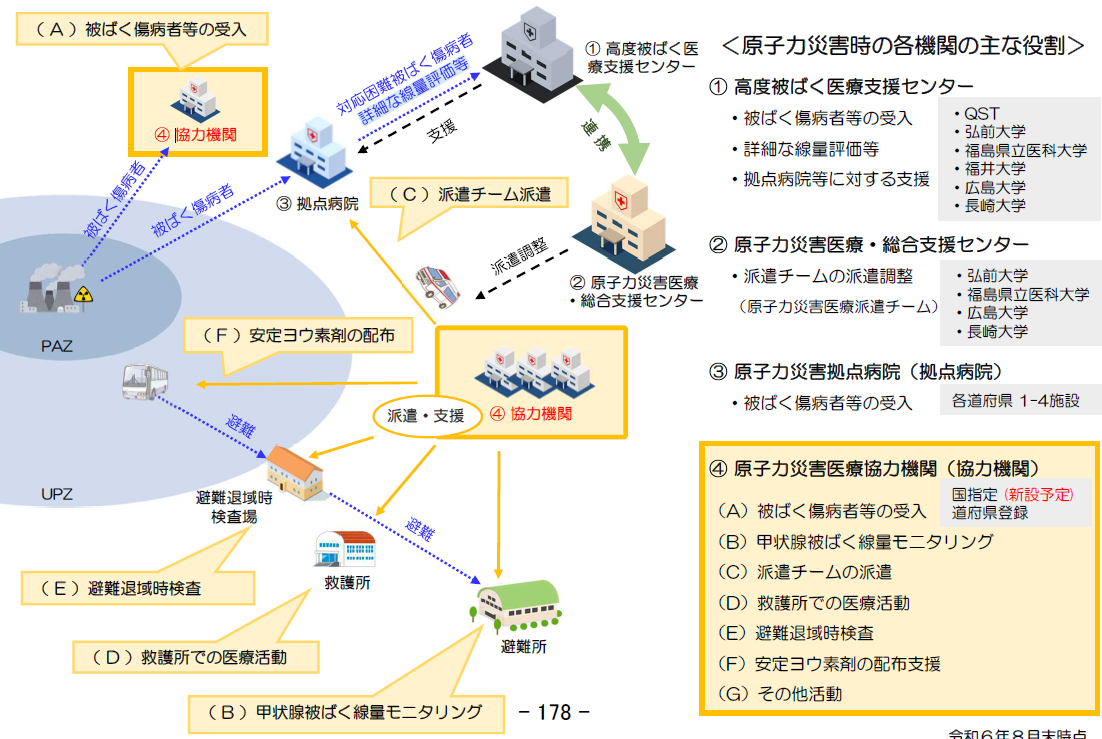 (A)被ばく傷病者等の受入
④ 協力機関
被ばく傷病者
被ばく傷病者
対応困難被ばく傷病者
詳細な線量評価等
支援
① 高度被ばく医
療支援センター
連携
③ 拠点病院
(C)派遣チーム派遣
派遣調整
② 原子力災害医療
・総合支援センター
PAZ
(F)安定ヨウ素剤の配布
④ 協力機関
派遣・支援
避難
UPZ
避難退域時
検査場
避難
(E)避難退域時検査
救護所
(D)救護所での医療活動
避難所
(B)甲状腺被ばく線量モニタリング
- 178 -
<原子力災害時の各機関の主な役割>
① 高度被ばく医療支援センター
・被ばく傷病者等の受入
・詳細な線量評価等
・拠点病院等に対する支援
・QST
・弘前大学
・福島県立医科大学
・福井大学
・広島大学
・長崎大学
② 原子力災害医療・総合支援センター
・派遣チームの派遣調整
(原子力災害医療派遣チーム)
・弘前大学
・福島県立医科大学
・広島大学
・長崎大学
③ 原子力災害拠点病院(拠点病院)
・被ばく傷病者等の受入
各道府県 1-4施設
④ 原子力災害医療協力機関(協力機関)
国指定 (新設予定)
道府県登録
(A)被ばく傷病者等の受入
(B)甲状腺被ばく線量モニタリング
(C)派遣チームの派遣
(D)救護所での医療活動
(E)避難退域時検査
(F)安定ヨウ素剤の配布支援
(G)その他活動
令和6年8月末時点